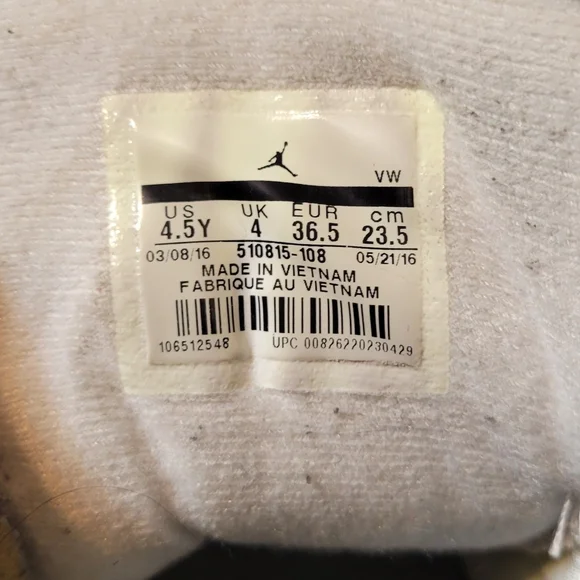 VW
US UK EUR cm
4.5Y 4 36.5 23.5
03/08/16 510815-108 05/21/16
MADE IN VIETNAM
FABRIQUE AU VIETNAM
106512548 UPC 00826220230429